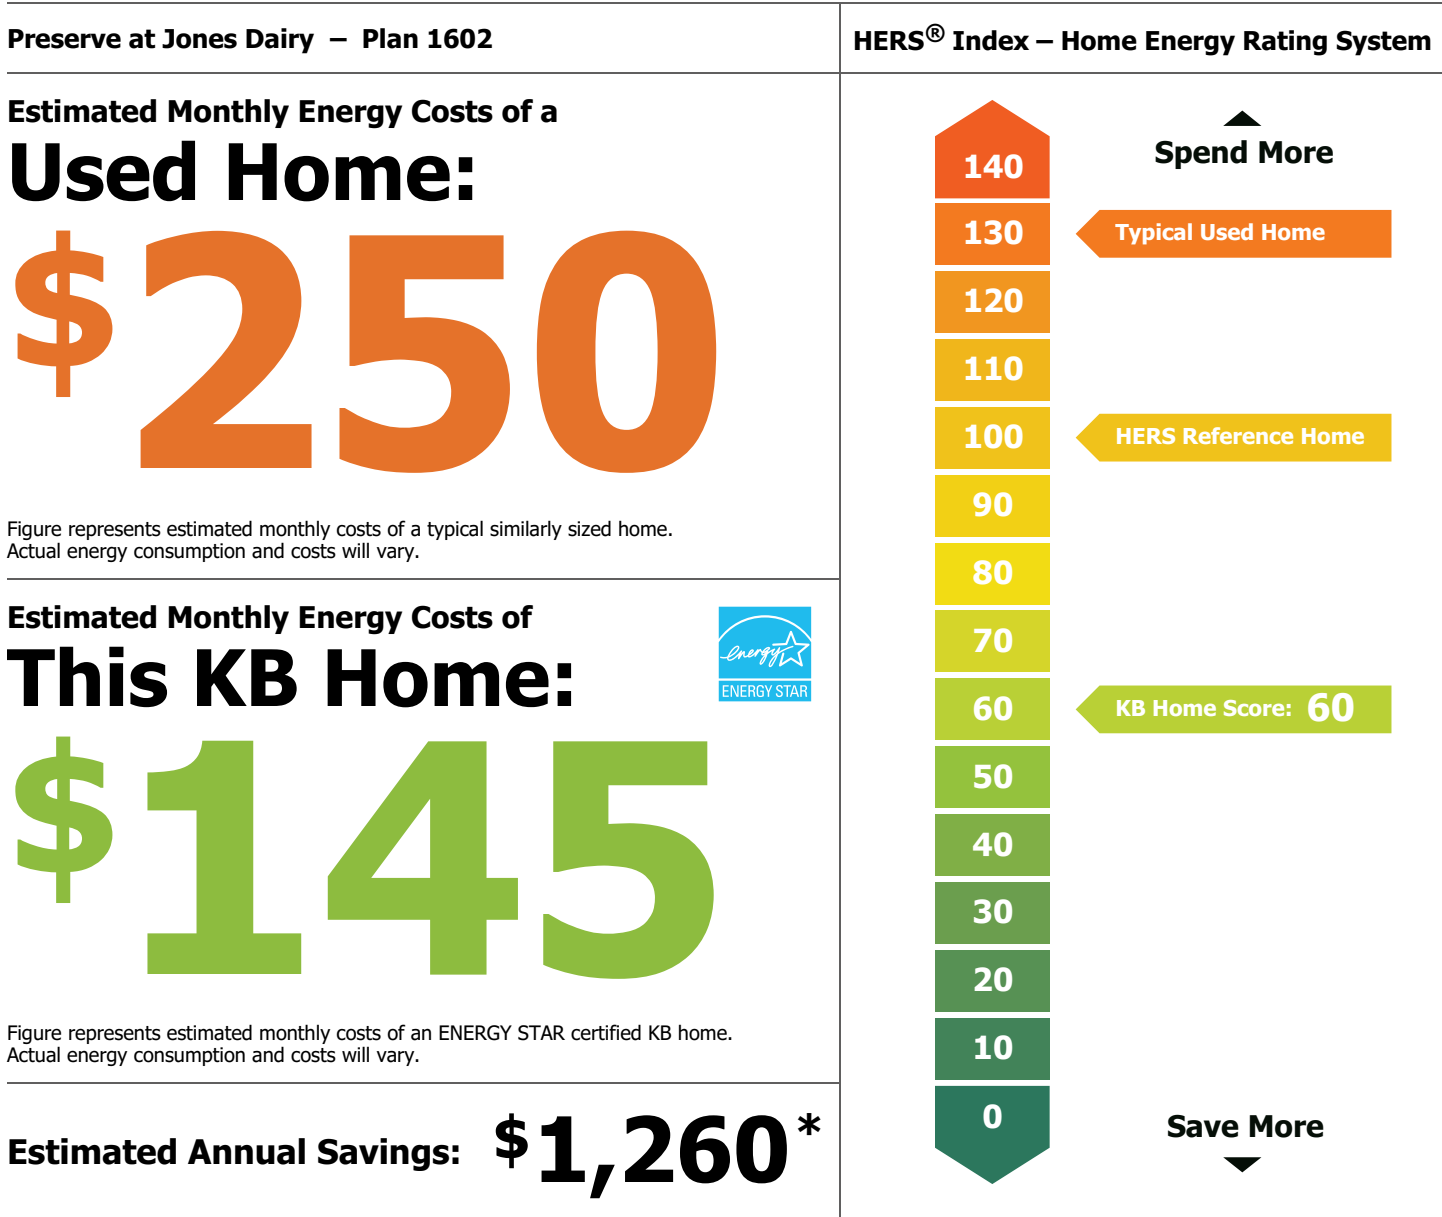 Preserve at Jones Dairy – Plan 1602
Estimated Monthly Energy Costs of a
Used Home:
$250
Figure represents estimated monthly costs of a typical similarly sized home.
Actual energy consumption and costs will vary.
Estimated Monthly Energy Costs of
This KB Home:
energy
ENERGY STAR
$145
Figure represents estimated monthly costs of an ENERGY STAR certified KB home.
Actual energy consumption and costs will vary.
Estimated Annual Savings: $1,260*
HERS® Index – Home Energy Rating System
Spend More
140
130 Typical Used Home
120
110
100 HERS Reference Home
90
80
70
60 KB Home Score: 60
50
40
30
20
10
0
Save More